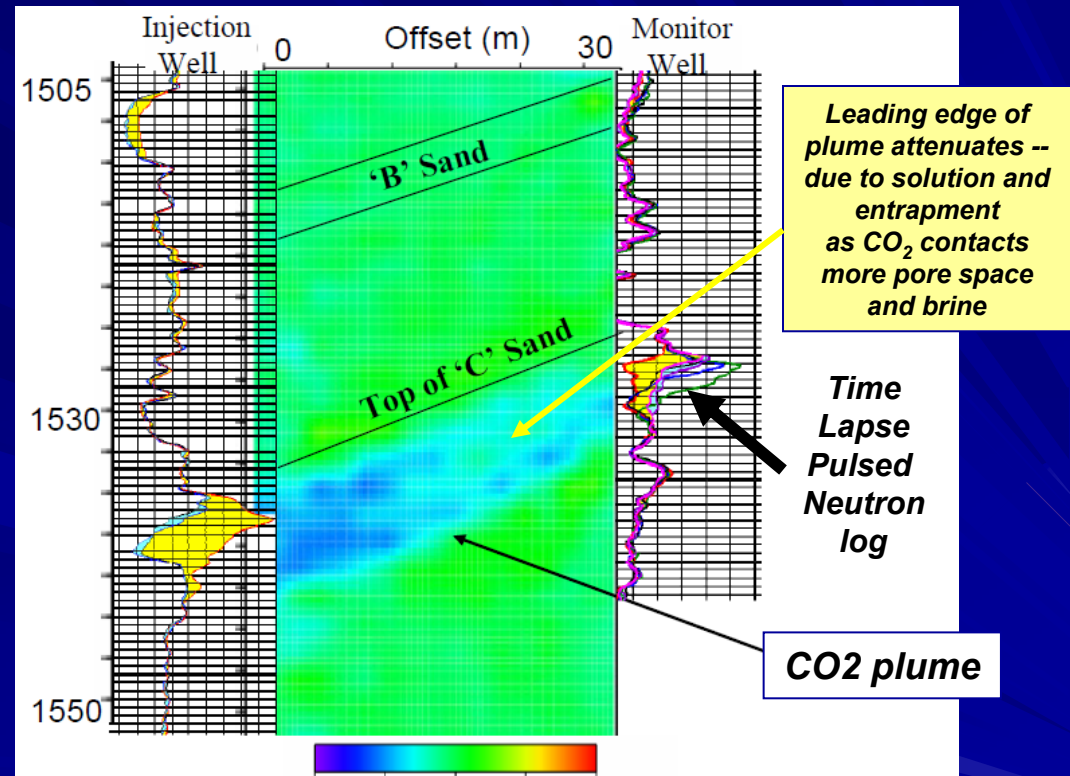 Injection
Well
0
Offset (m)
30
Monitor
Well
1505
1530
1550
‘B’ Sand
Top of ‘C’ Sand
Leading edge of
plume attenuates --
due to solution and
entrapment
as CO₂ contacts
more pore space
and brine
Time
Lapse
Pulsed
Neutron
log
CO2 plume